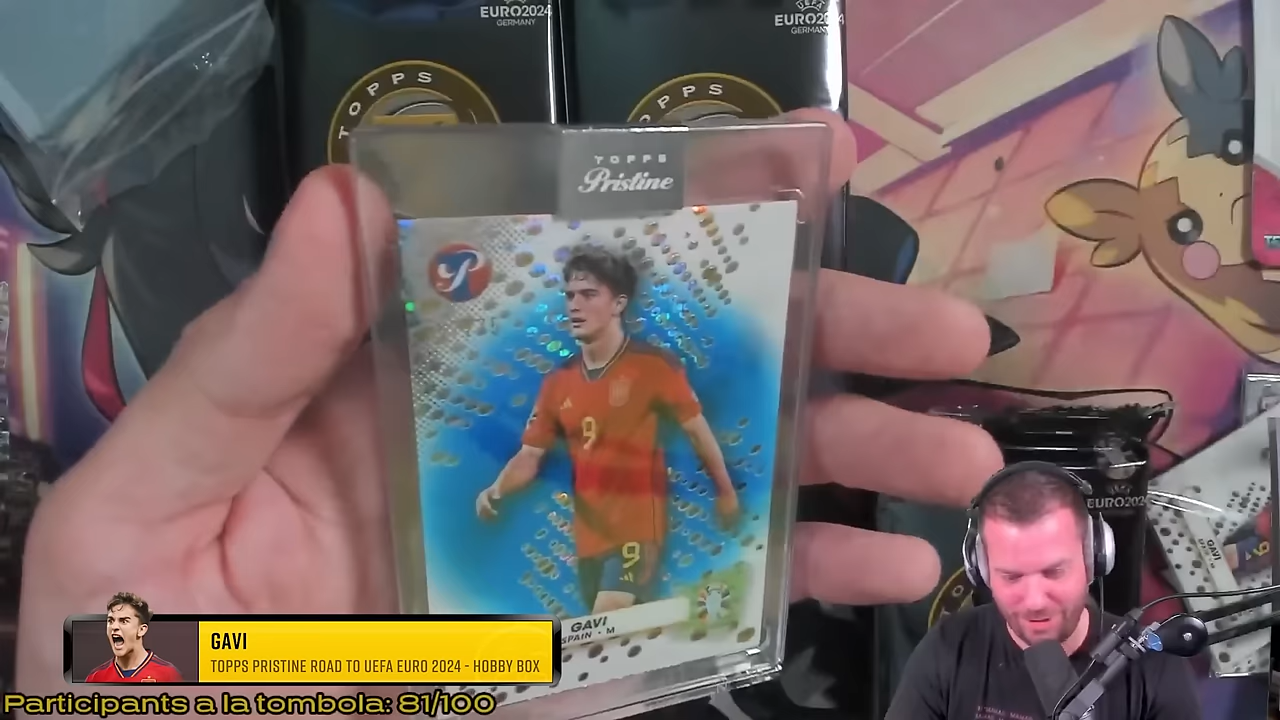 EURO2024
GERMANY
UEFA
EURO2024
GERMANY
TOPPS
TOPPS
TOPPS
Pristine
9
9
GAVI
SPAIN • M
EURO2024
GAVI
GAVI
TOPPS PRISTINE ROAD TO UEFA EURO 2024 - HOBBY BOX
Participants a la tombola: 81/100